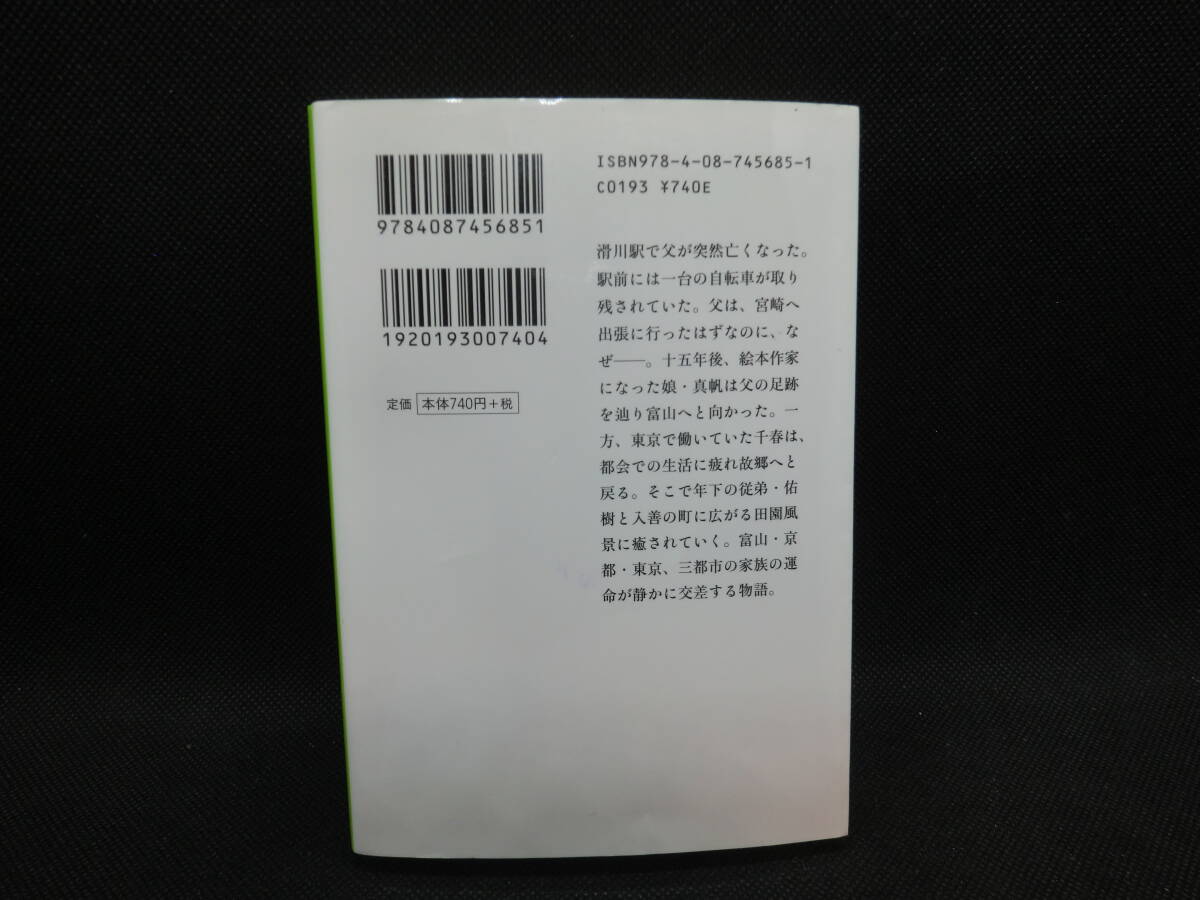 9784087456851
1920193007404
定価 本体740円+税
ISBN978-4-08-745685-1
C0193 ¥740E
滑川駅で父が突然亡くなった。
駅前には一台の自転車が取り
残されていた。父は、宮崎へ
出張に行ったはずなのに、な
ぜ――。十五年後、絵本作家
になった娘・真帆は父の足跡
を辿り富山へと向かった。一
方、東京で働いていた千春は、
都会での生活に疲れ故郷へと
戻る。そこで年下の従弟・佑
樹と入善の町に広がる田園風
景に癒されていく。富山・京
都・東京、三都市の家族の運
命が静かに交差する物語。